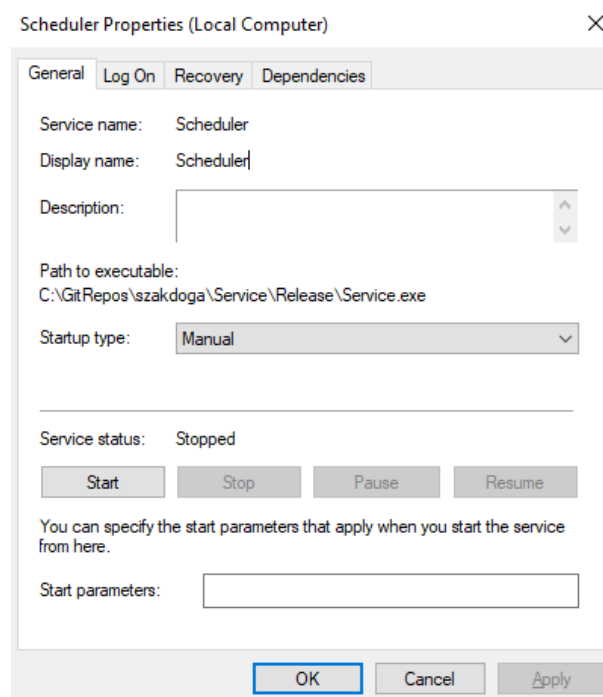 Scheduler Properties (Local Computer)
General Log On Recovery Dependencies
Service name: Scheduler
Display name: Scheduler
Description:
Path to executable:
C:\GitRepos\szakdoga\Service\Release\Service.exe
Startup type: Manual
Service status: Stopped
Start Stop Pause Resume
You can specify the start parameters that apply when you start the service
from here.
Start parameters:
OK Cancel Apply